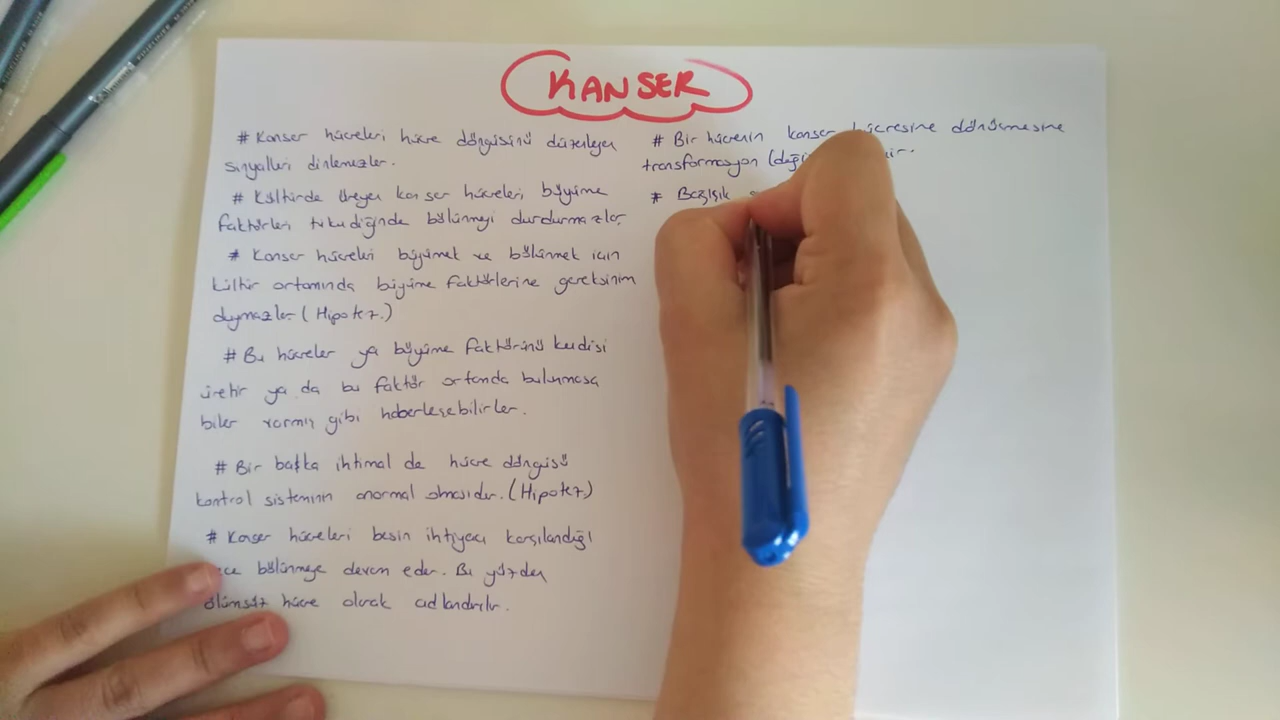 KANSER
# Kanser hücreleri hücre döngüsünü düzenleyen
sinyalleri dinlemezler.
# Kültürde üreyen kanser hücreleri büyüme
faktörleri tükendiğinde bölünmeyi durdurmazlar.
# Kanser hücreleri büyümek ve bölünmek için
kültür ortamında büyüme faktörlerine gereksinim
duymazlar (Hipotez.)
# Bu hücreler ya büyüme faktörünü kendisi
üretir ya da bu faktör ortamda bulunmasa
bile varmış gibi haberleşebilirler.
# Bir başka ihtimal de hücre döngüsü
kontrol sisteminin anormal olmasıdır. (Hipotez)
# Kanser hücreleri besin ihtiyacı karşılandığı
bölünmeye devam eder. Bu yüzden
ölümsüz hücre olarak adlandırılır.
# Bir hücrenin kanser hücresine dönüşmesine
transformasyon
# Bağışık